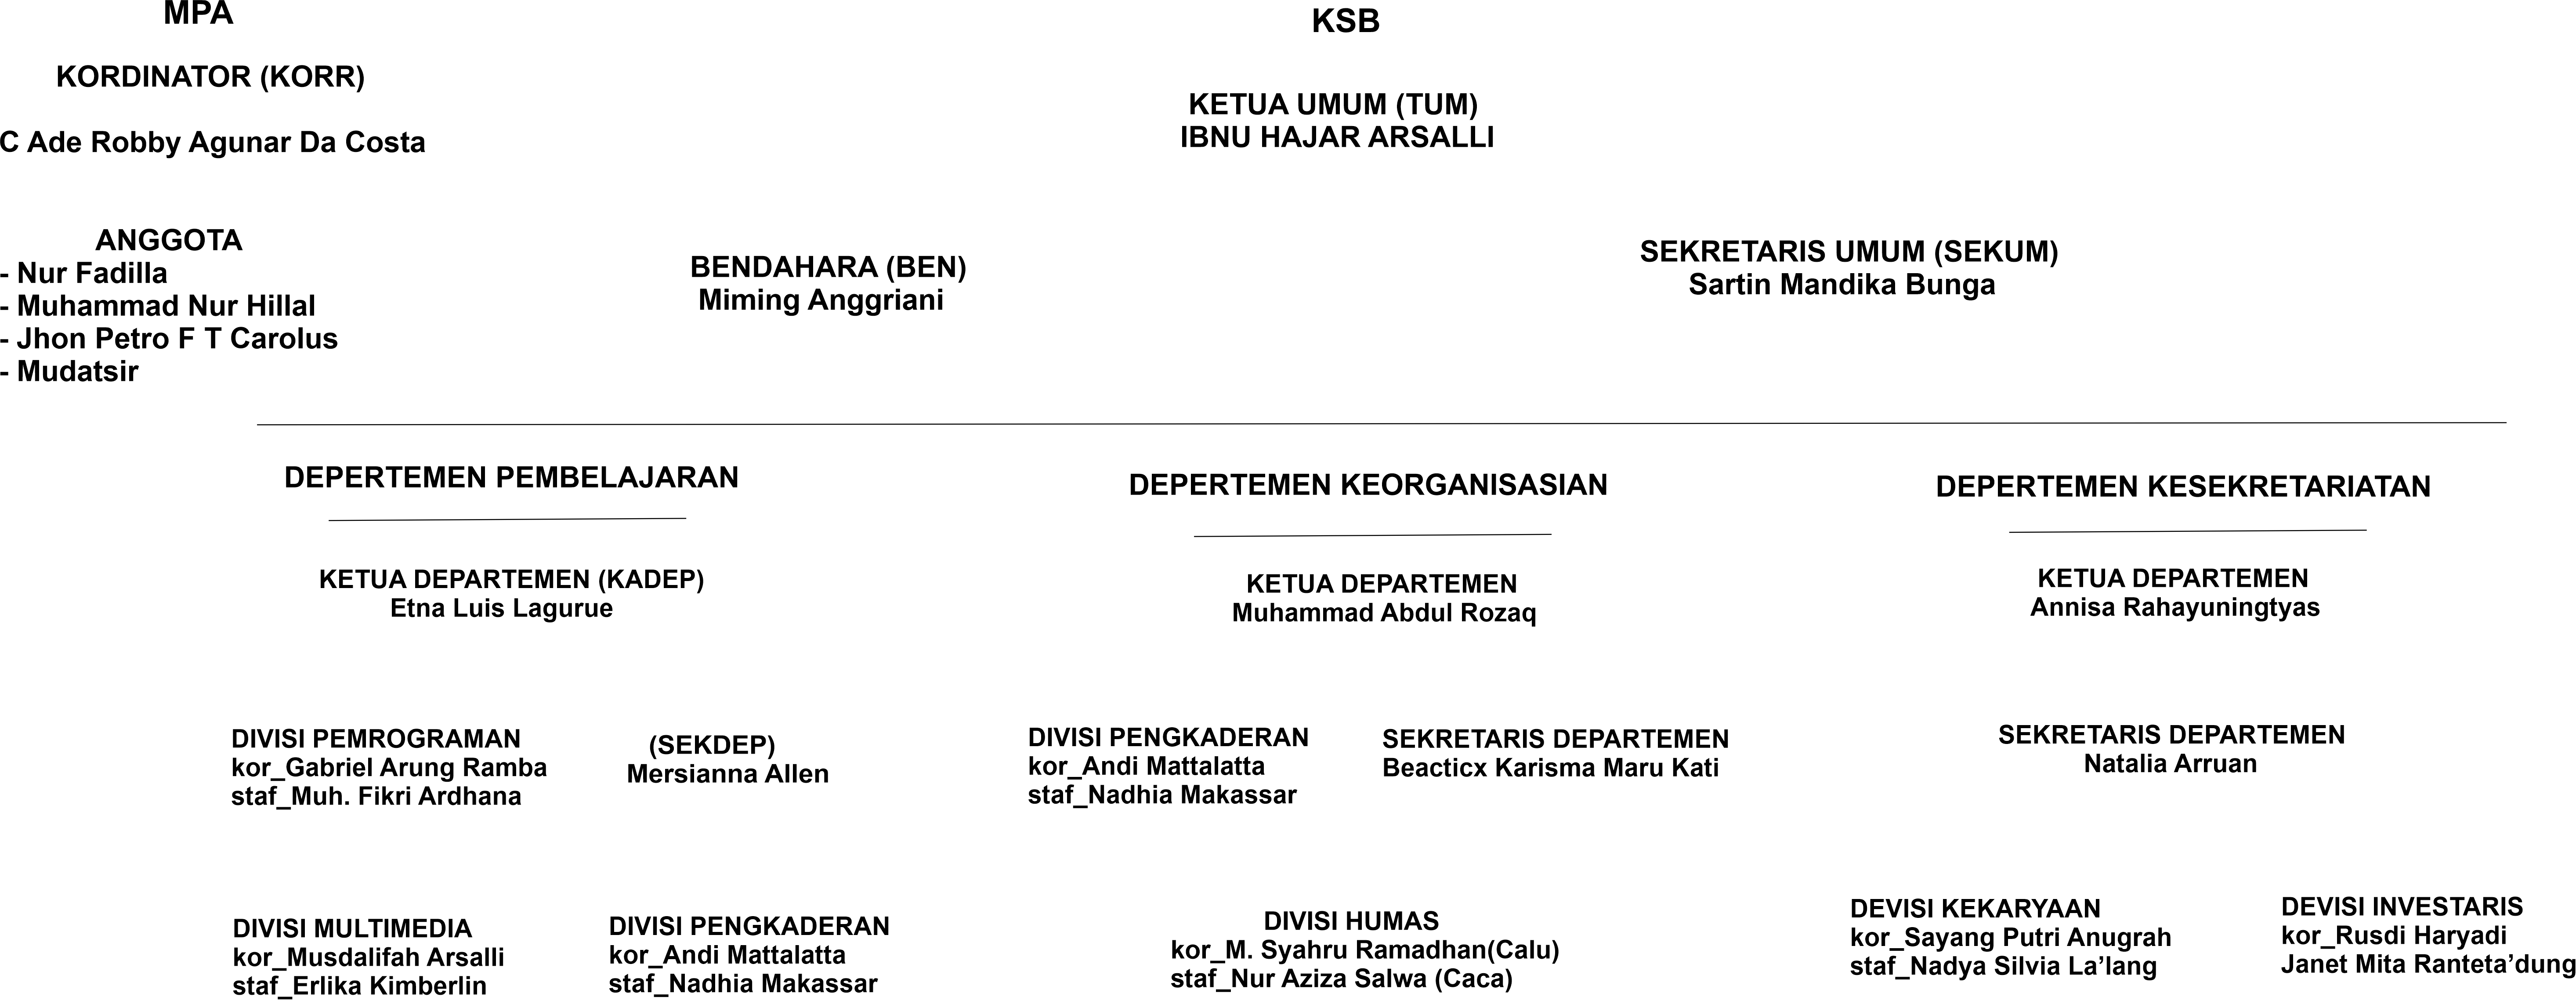 MPA
KORDINATOR (KORR)
C Ade Robby Agunar Da Costa
ANGGOTA
- Nur Fadilla
- Muhammad Nur Hillal
- Jhon Petro F T Carolus
- Mudatsir
KSB
KETUA UMUM (TUM)
IBNU HAJAR ARSALLI
BENDAHARA (BEN)
Miming Anggriani
SEKRETARIS UMUM (SEKUM)
Sartin Mandika Bunga
DEPERTEMEN PEMBELAJARAN
KETUA DEPARTEMEN (KADEP)
Etna Luis Lagurue
DIVISI PEMROGRAMAN
kor_Gabriel Arung Ramba
staf_Muh. Fikri Ardhana
(SEKDEP)
Mersianna Allen
DIVISI MULTIMEDIA
kor_Musdalifah Arsalli
staf_Erlika Kimberlin
DIVISI PENGKADERAN
kor_Andi Mattalatta
staf_Nadhia Makassar
DEPERTEMEN KEORGANISASIAN
KETUA DEPARTEMEN
Muhammad Abdul Rozaq
DIVISI PENGKADERAN
kor_Andi Mattalatta
staf_Nadhia Makassar
SEKRETARIS DEPARTEMEN
Beacticx Karisma Maru Kati
DIVISI HUMAS
kor_M. Syahru Ramadhan(Calu)
staf_Nur Aziza Salwa (Caca)
DEPERTEMEN KESEKRETARIATAN
KETUA DEPARTEMEN
Annisa Rahayuningtyas
SEKRETARIS DEPARTEMEN
Natalia Arruan
DEVISI KEKARYAAN
kor_Sayang Putri Anugrah
staf_Nadya Silvia La’lang
DEVISI INVESTARIS
kor_Rusdi Haryadi
Janet Mita Ranteta’dung